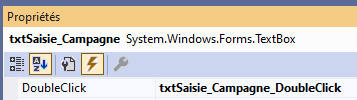 Propriétés
txtSaisie_Campagne System.Windows.Forms.TextBox
DoubleClick txtSaisie_Campagne_DoubleClick